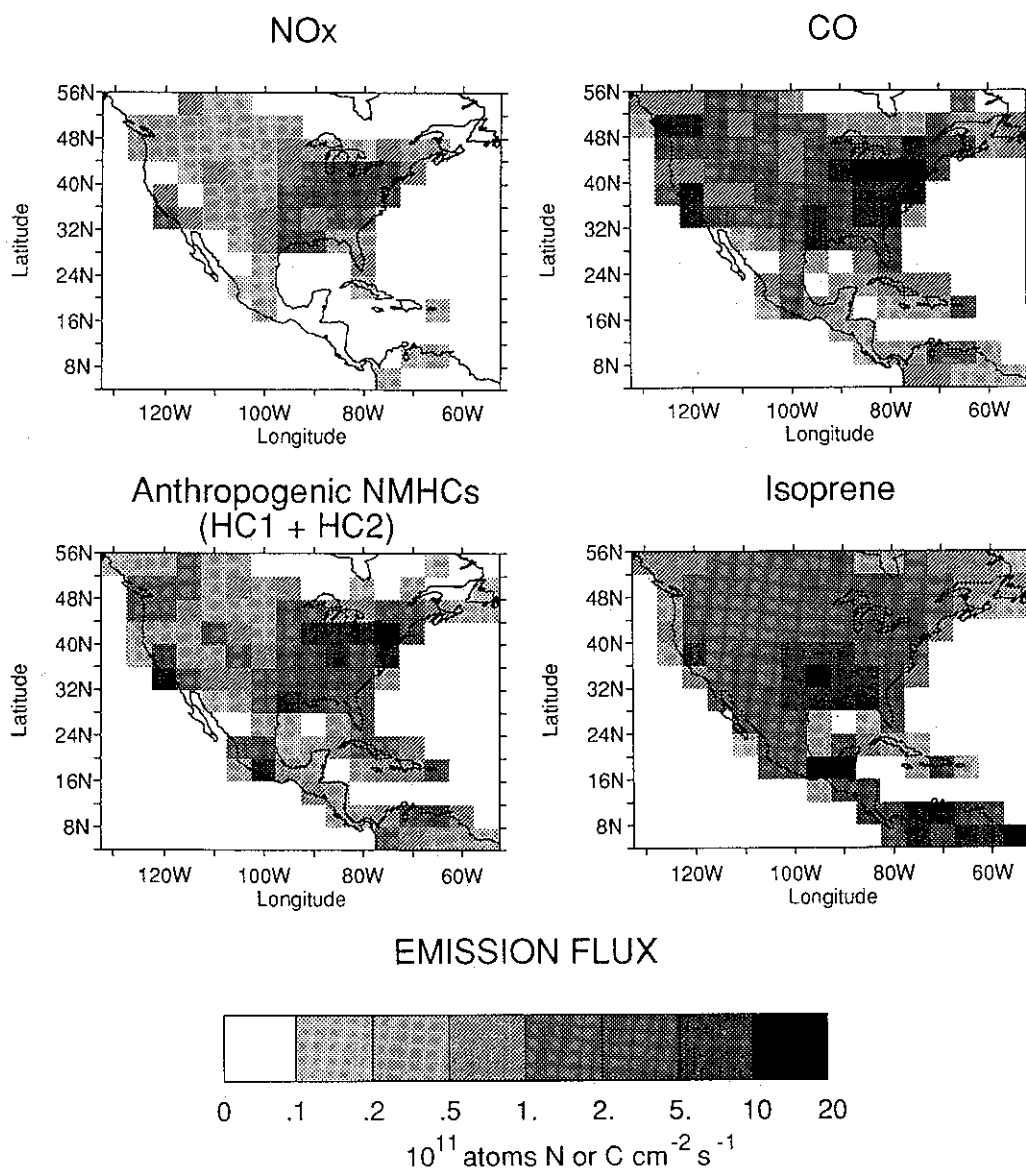 NOx
CO
56N
48N
40N
32N
24N
16N
8N
Latitude
120W 100W 80W 60W
Longitude
56N
48N
40N
32N
24N
16N
8N
Latitude
120W 100W 80W 60W
Longitude
Anthropogenic NMHCs
(HC1 + HC2)
Isoprene
56N
48N
40N
32N
24N
16N
8N
Latitude
120W 100W 80W 60W
Longitude
56N
48N
40N
32N
24N
16N
8N
Latitude
120W 100W 80W 60W
Longitude
EMISSION FLUX
0 .1 .2 .5 1. 2. 5. 10 20
10¹¹ atoms N or C cm⁻² s⁻¹